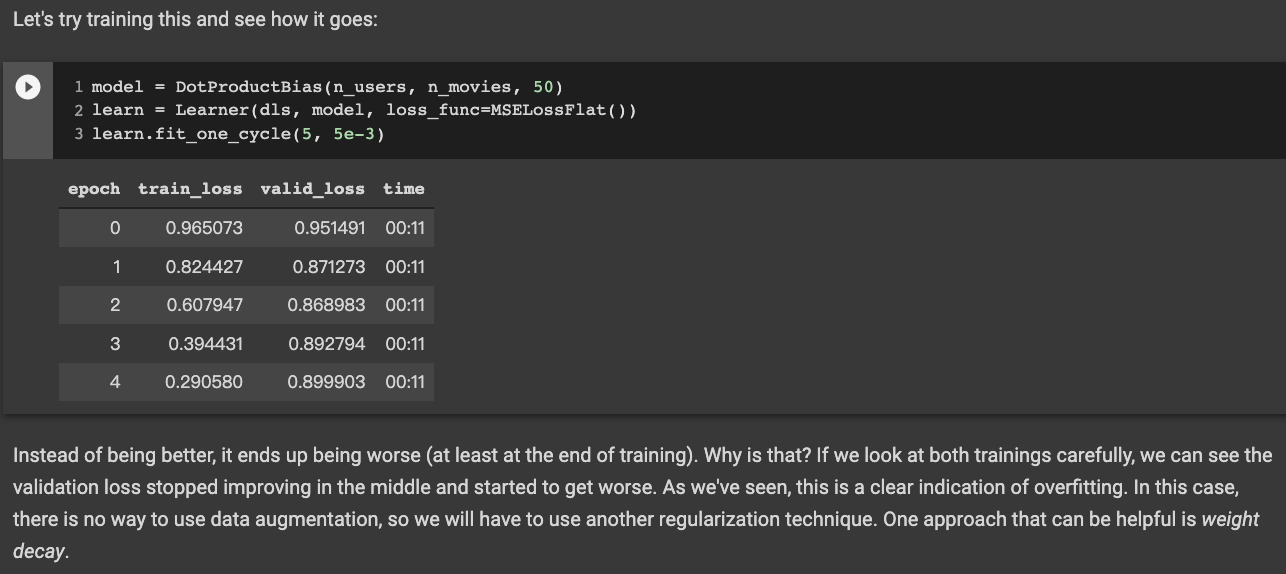 Let's try training this and see how it goes:
1 model = DotProductBias(n_users, n_movies, 50)
2 learn = Learner(dls, model, loss_func=MSELossFlat())
3 learn.fit_one_cycle(5, 5e-3)
epoch train_loss valid_loss time
0 0.965073 0.951491 00:11
1 0.824427 0.871273 00:11
2 0.607947 0.868983 00:11
3 0.394431 0.892794 00:11
4 0.290580 0.899903 00:11
Instead of being better, it ends up being worse (at least at the end of training). Why is that? If we look at both trainings carefully, we can see the
validation loss stopped improving in the middle and started to get worse. As we've seen, this is a clear indication of overfitting. In this case,
there is no way to use data augmentation, so we will have to use another regularization technique. One approach that can be helpful is weight
decay.